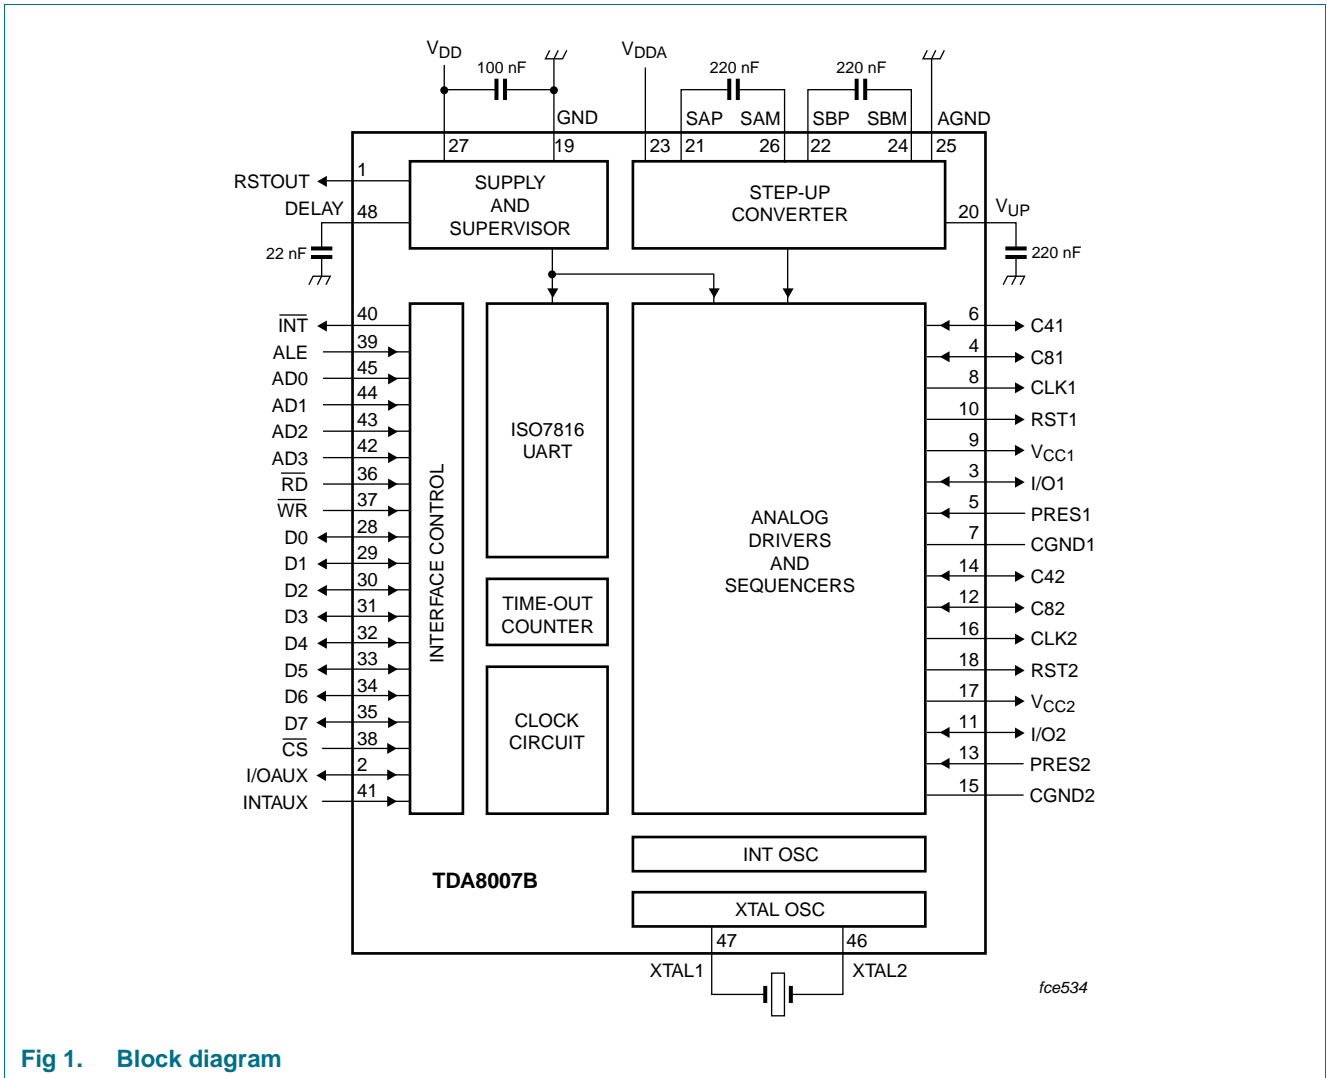 VDD
100 nF
GND
VDDA
220 nF
220 nF
SAP
SAM
SBP
SBM
AGND
27
19
23
21
26
22
24
25
RSTOUT
1
DELAY
48
22 nF
SUPPLY
AND
SUPERVISOR
STEP-UP
CONVERTER
20
VUP
220 nF
INT
40
ALE
39
AD0
45
AD1
44
AD2
43
AD3
42
RD
36
WR
37
D0
28
D1
29
D2
30
D3
31
D4
32
D5
33
D6
34
D7
35
CS
38
I/OAUX
2
INTAUX
41
INTERFACE CONTROL
ISO7816
UART
TIME-OUT
COUNTER
CLOCK
CIRCUIT
ANALOG
DRIVERS
AND
SEQUENCERS
6
C41
4
C81
8
CLK1
10
RST1
9
VCC1
3
I/O1
5
PRES1
7
CGND1
14
C42
12
C82
16
CLK2
18
RST2
17
VCC2
11
I/O2
13
PRES2
15
CGND2
INT OSC
TDA8007B
XTAL OSC
47
46
XTAL1
XTAL2
fce534
Fig 1. Block diagram